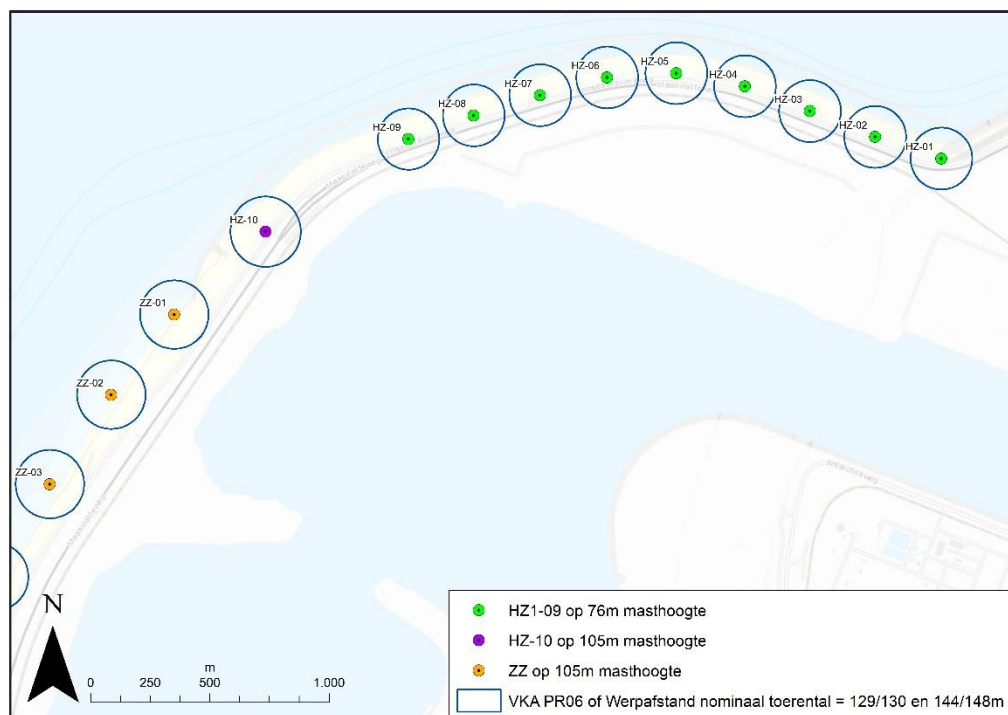 HZ-06
HZ-05
HZ-07
HZ-04
HZ-08
HZ-03
HZ-09
HZ-02
HZ-01
HZ-10
ZZ-01
ZZ-02
ZZ-03
Maasvlakteweg
Antarcticaweg
N
m
0 250 500 1.000
HZ1-09 op 76m masthoogte
HZ-10 op 105m masthoogte
ZZ op 105m masthoogte
VKA PR06 of Werpafstand nominaal toerental = 129/130 en 144/148m